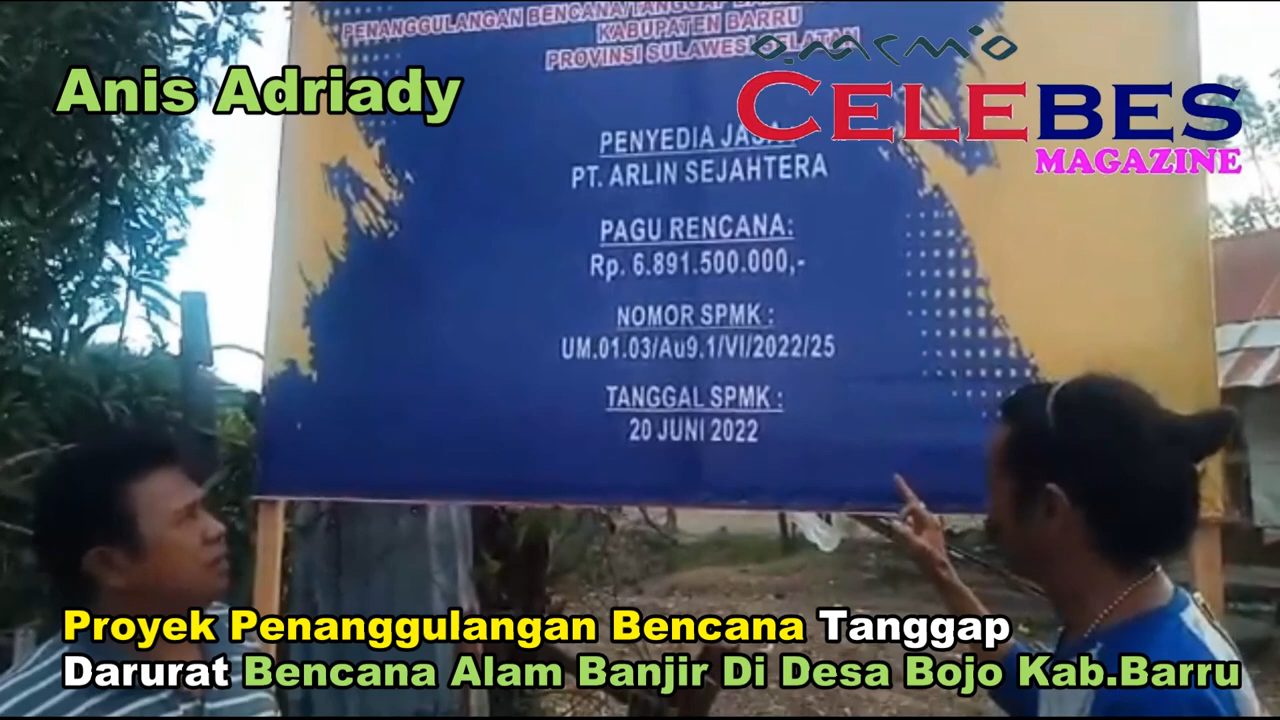 PENANGGULANGAN BENCANA/TANGGAP
KABUPATEN BARRU
PROVINSI SULAWESI SELATAN
Anis Adriady
CELEBES
MAGAZINE
PENYEDIA JASA :
PT. ARLIN SEJAHTERA
PAGU RENCANA:
Rp. 6.891.500.000,-
NOMOR SPMK :
UM.01.03/Au9.1/VI/2022/25
TANGGAL SPMK :
20 JUNI 2022
Proyek Penanggulangan Bencana Tanggap
Darurat Bencana Alam Banjir Di Desa Bojo Kab.Barru